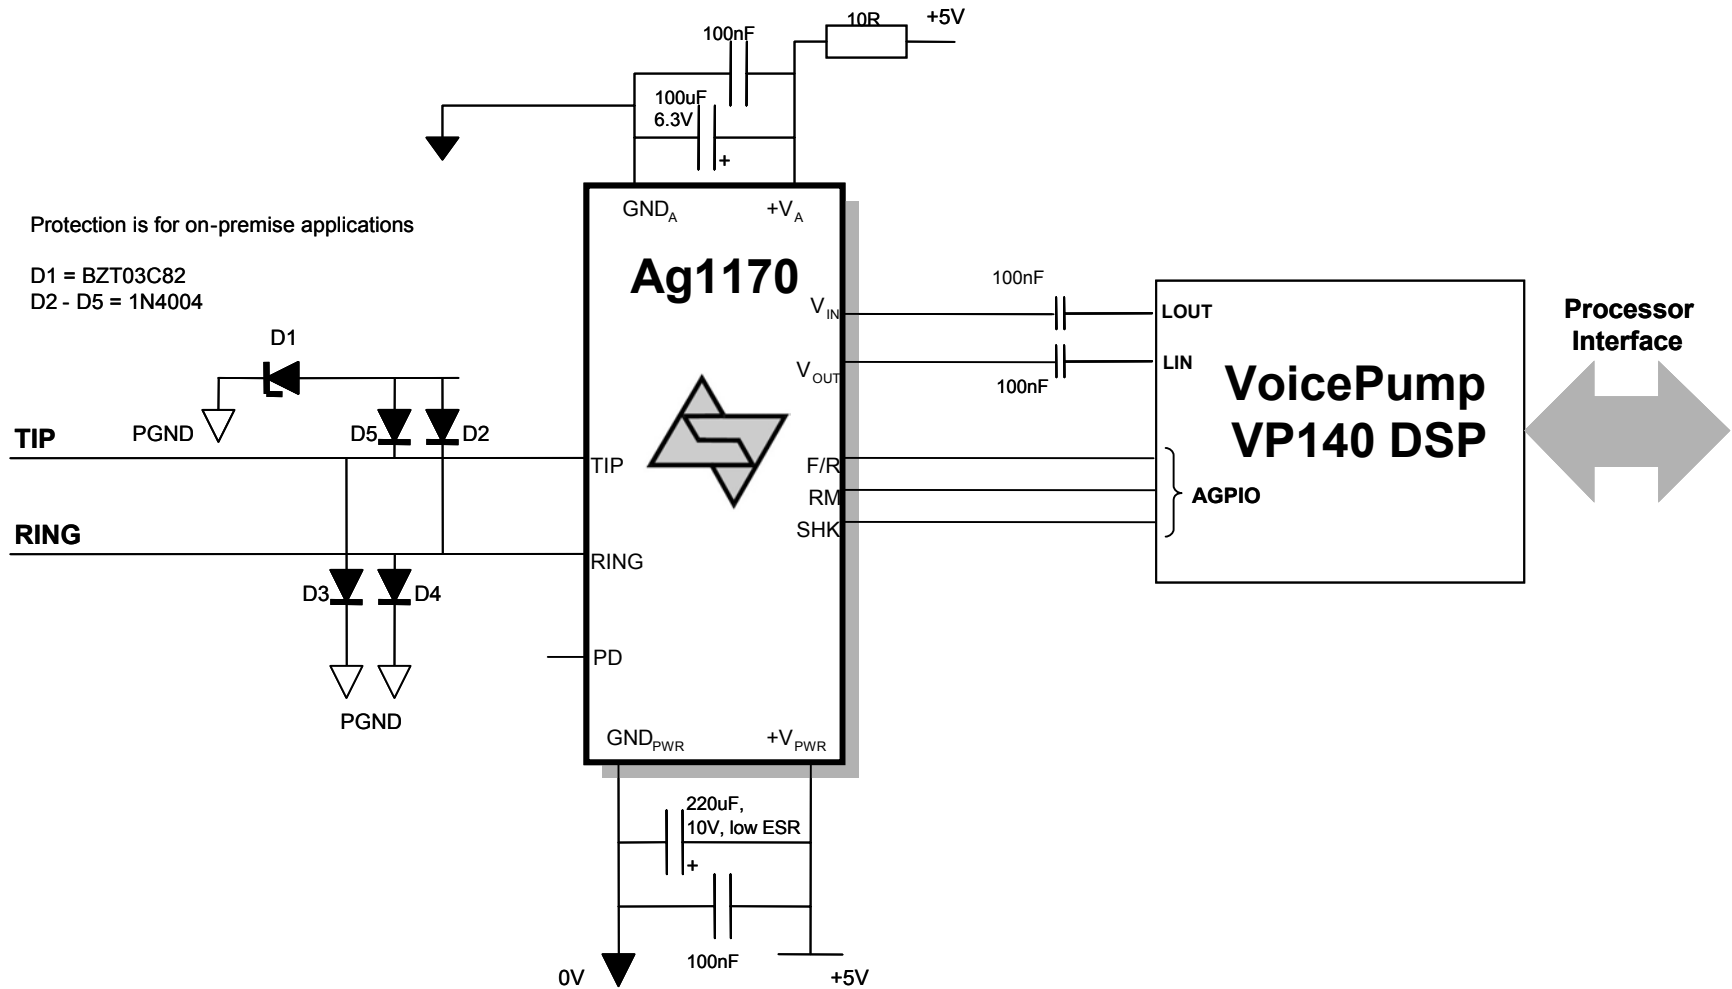 10R
+5V
100nF
100uF
6.3V
+
GNDA
+VA
Protection is for on-premise applications
D1 = BZT03C82
D2 - D5 = 1N4004
Ag1170
100nF
VIN
LOUT
Processor
Interface
D1
VOUT
LIN
100nF
VoicePump
VP140 DSP
PGND
D5
D2
TIP
TIP
F/R
RM
AGPIO
SHK
RING
RING
D3
D4
PD
PGND
GNDPWR
+VPWR
220uF,
10V, low ESR
+
100nF
0V
+5V